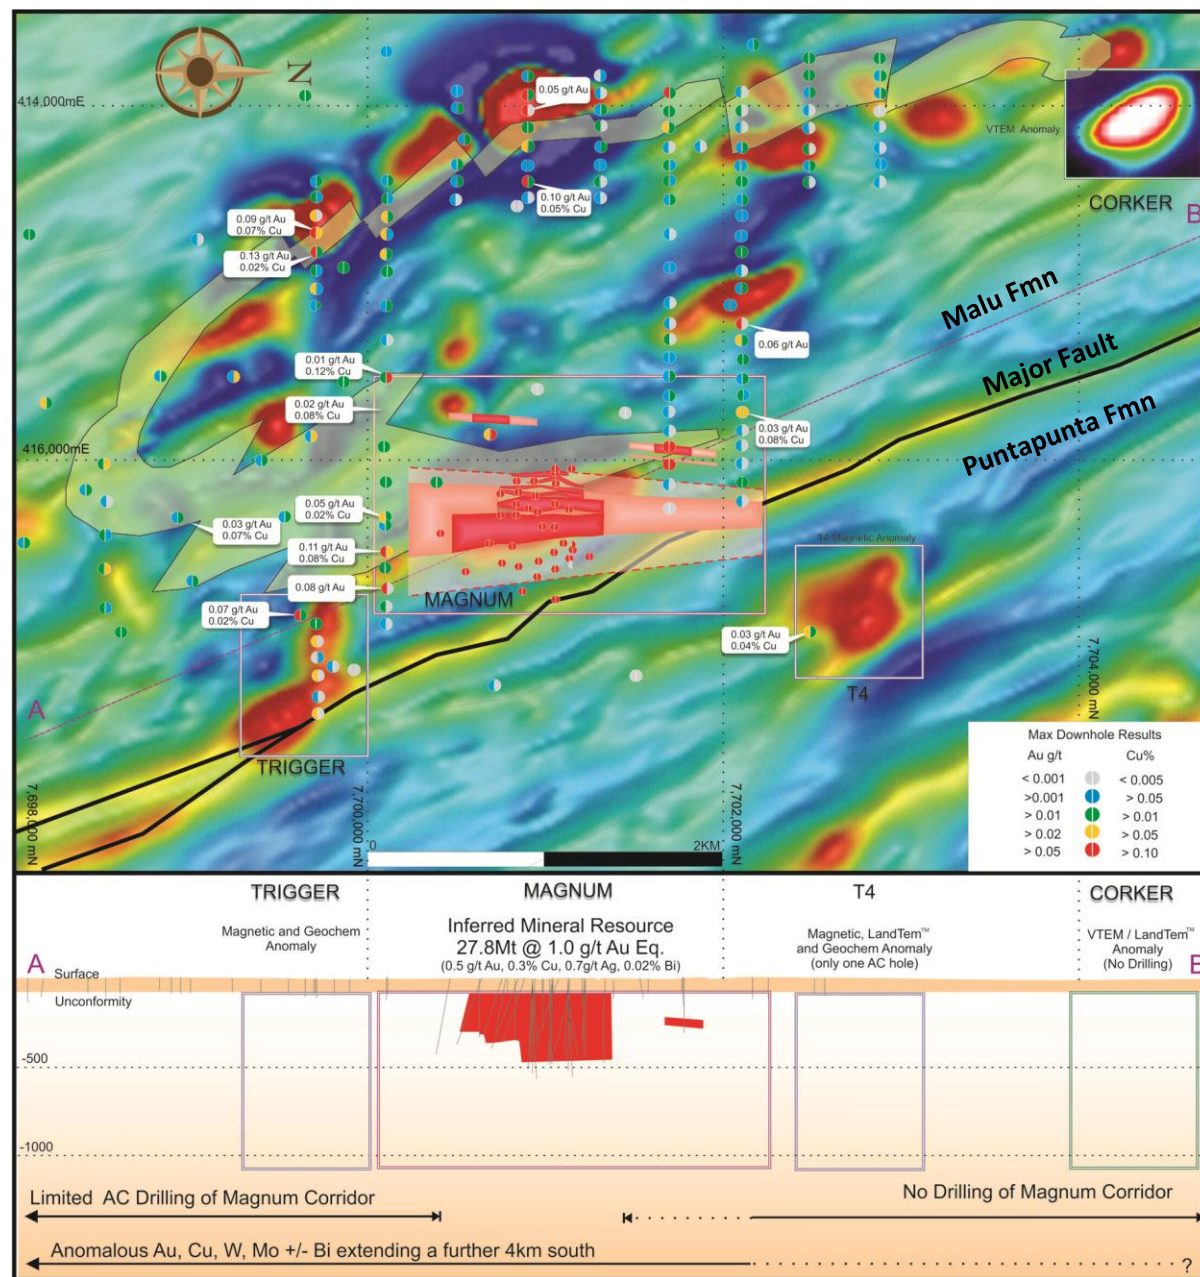 N
414,000mE
0.05 g/t Au
VTEM Anomaly
CORKER
B
0.10 g/t Au
0.05% Cu
0.09 g/t Au
0.07% Cu
0.13 g/t Au
0.02% Cu
Malu Fmn
Major Fault
Puntapunta Fmn
0.06 g/t Au
0.01 g/t Au
0.12% Cu
0.02 g/t Au
0.08% Cu
0.03 g/t Au
0.08% Cu
416,000mE
0.05 g/t Au
0.02% Cu
0.03 g/t Au
0.07% Cu
0.11 g/t Au
0.08% Cu
0.08 g/t Au
MAGNUM
T4 Magnetic Anomaly
0.07 g/t Au
0.02% Cu
0.03 g/t Au
0.04% Cu
T4
A
TRIGGER
7,698,000 mN
7,700,000 mN
7,702,000 mN
7,704,000 mN
0
2KM
Max Downhole Results
Au g/t Cu%
< 0.001 < 0.005
>0.001 > 0.05
> 0.01 > 0.01
> 0.02 > 0.05
> 0.05 > 0.10
TRIGGER
Magnetic and Geochem
Anomaly
MAGNUM
Inferred Mineral Resource
27.8Mt @ 1.0 g/t Au Eq.
(0.5 g/t Au, 0.3% Cu, 0.7g/t Ag, 0.02% Bi)
T4
Magnetic, LandTem™
and Geochem Anomaly
(only one AC hole)
CORKER
VTEM / LandTem™
Anomaly
(No Drilling)
A
B
Surface
Unconformity
-500
-1000
Limited AC Drilling of Magnum Corridor
No Drilling of Magnum Corridor
Anomalous Au, Cu, W, Mo +/- Bi extending a further 4km south
?